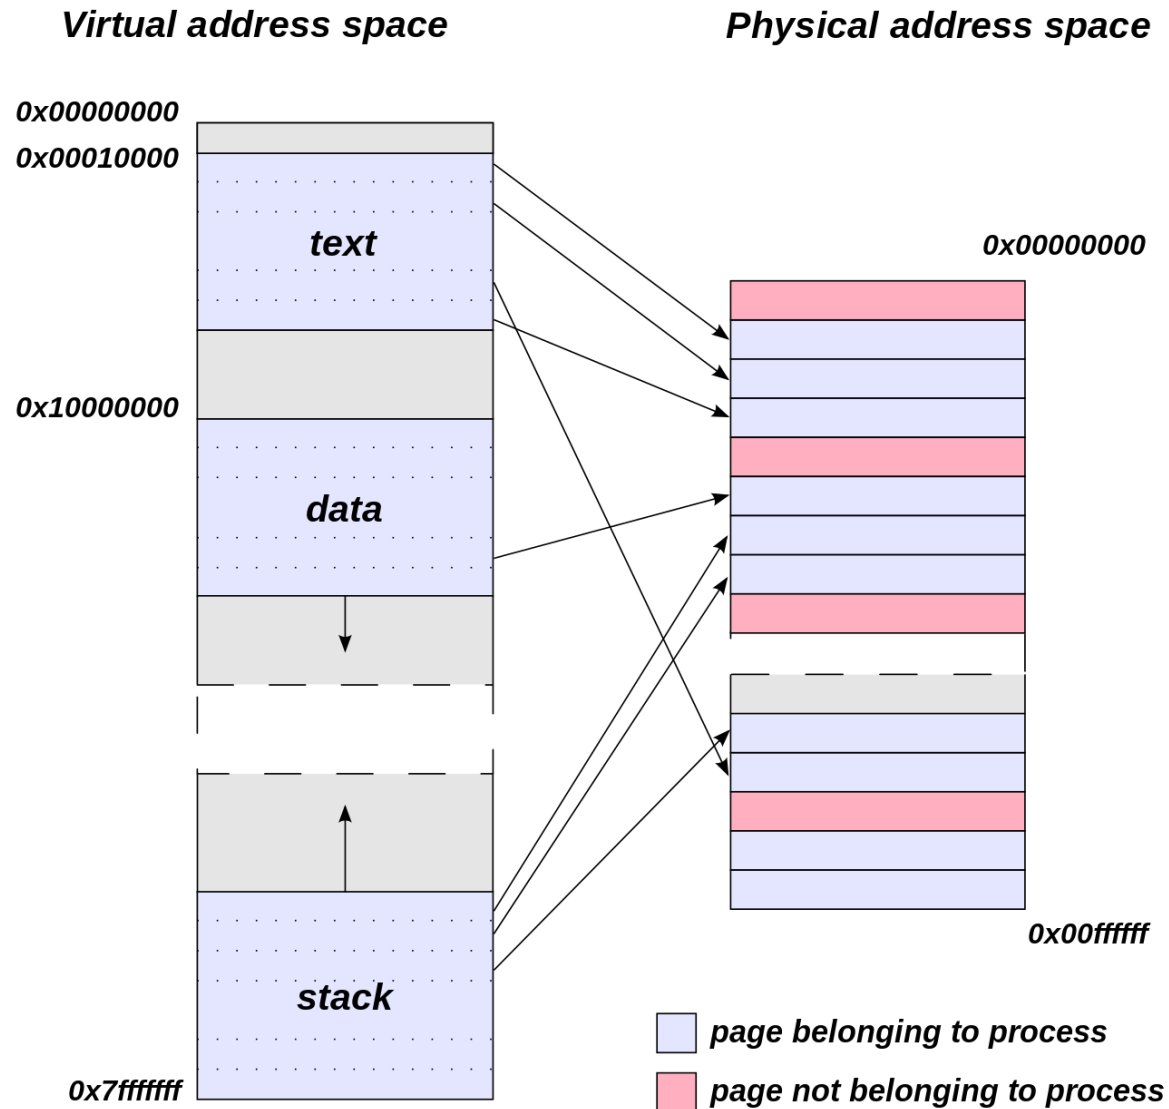 Virtual address space
Physical address space
0x00000000
0x00010000
text
0x00000000
0x10000000
data
stack
0x00ffffff
0x7fffffff
page belonging to process
page not belonging to process